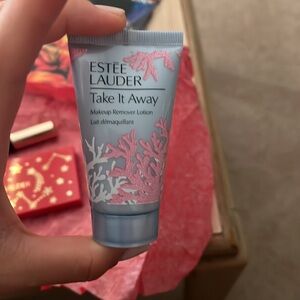 ESTĒE
LAUDER
Take It Away
Makeup Remover Lotion
Lait démaquillant